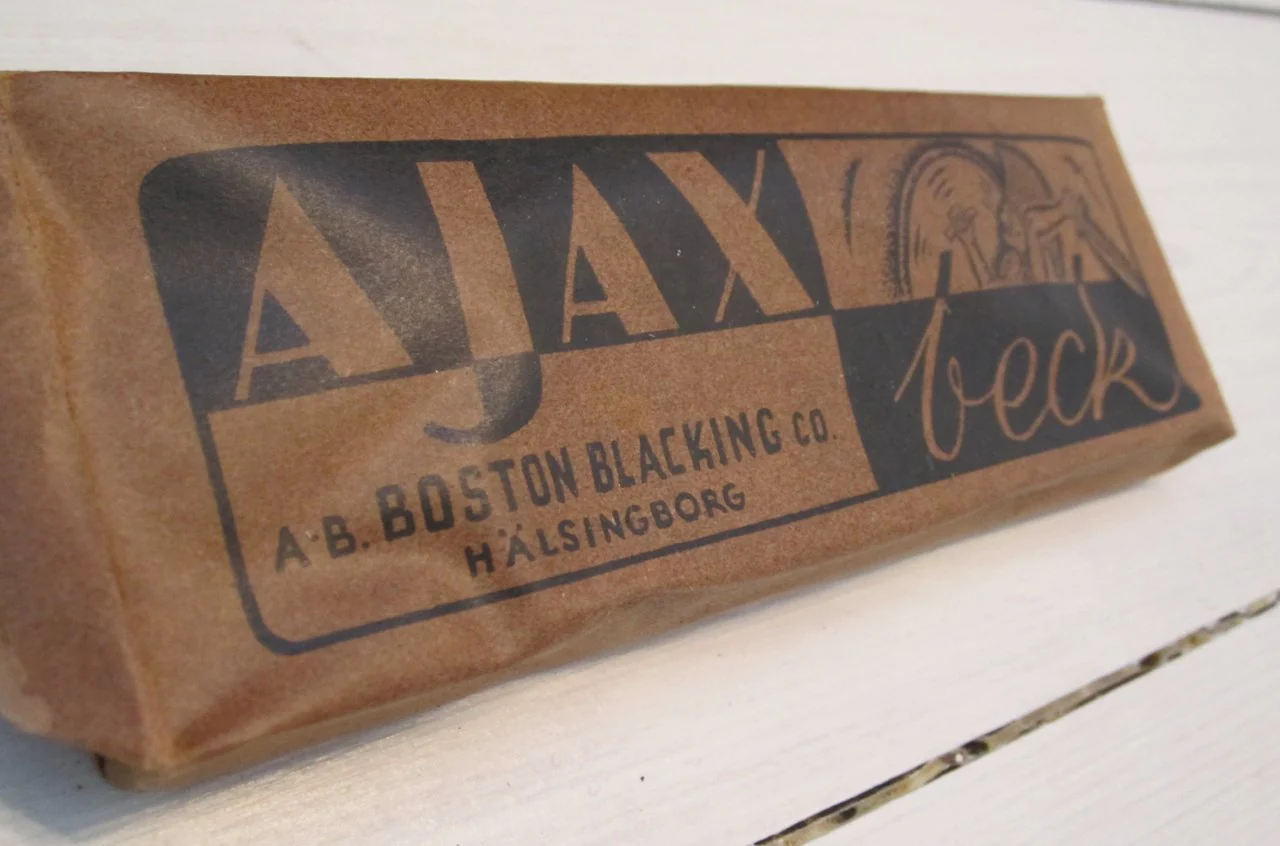 AJAX
beck
A·B. BOSTON BLACKING CO.
HÄLSINGBORG